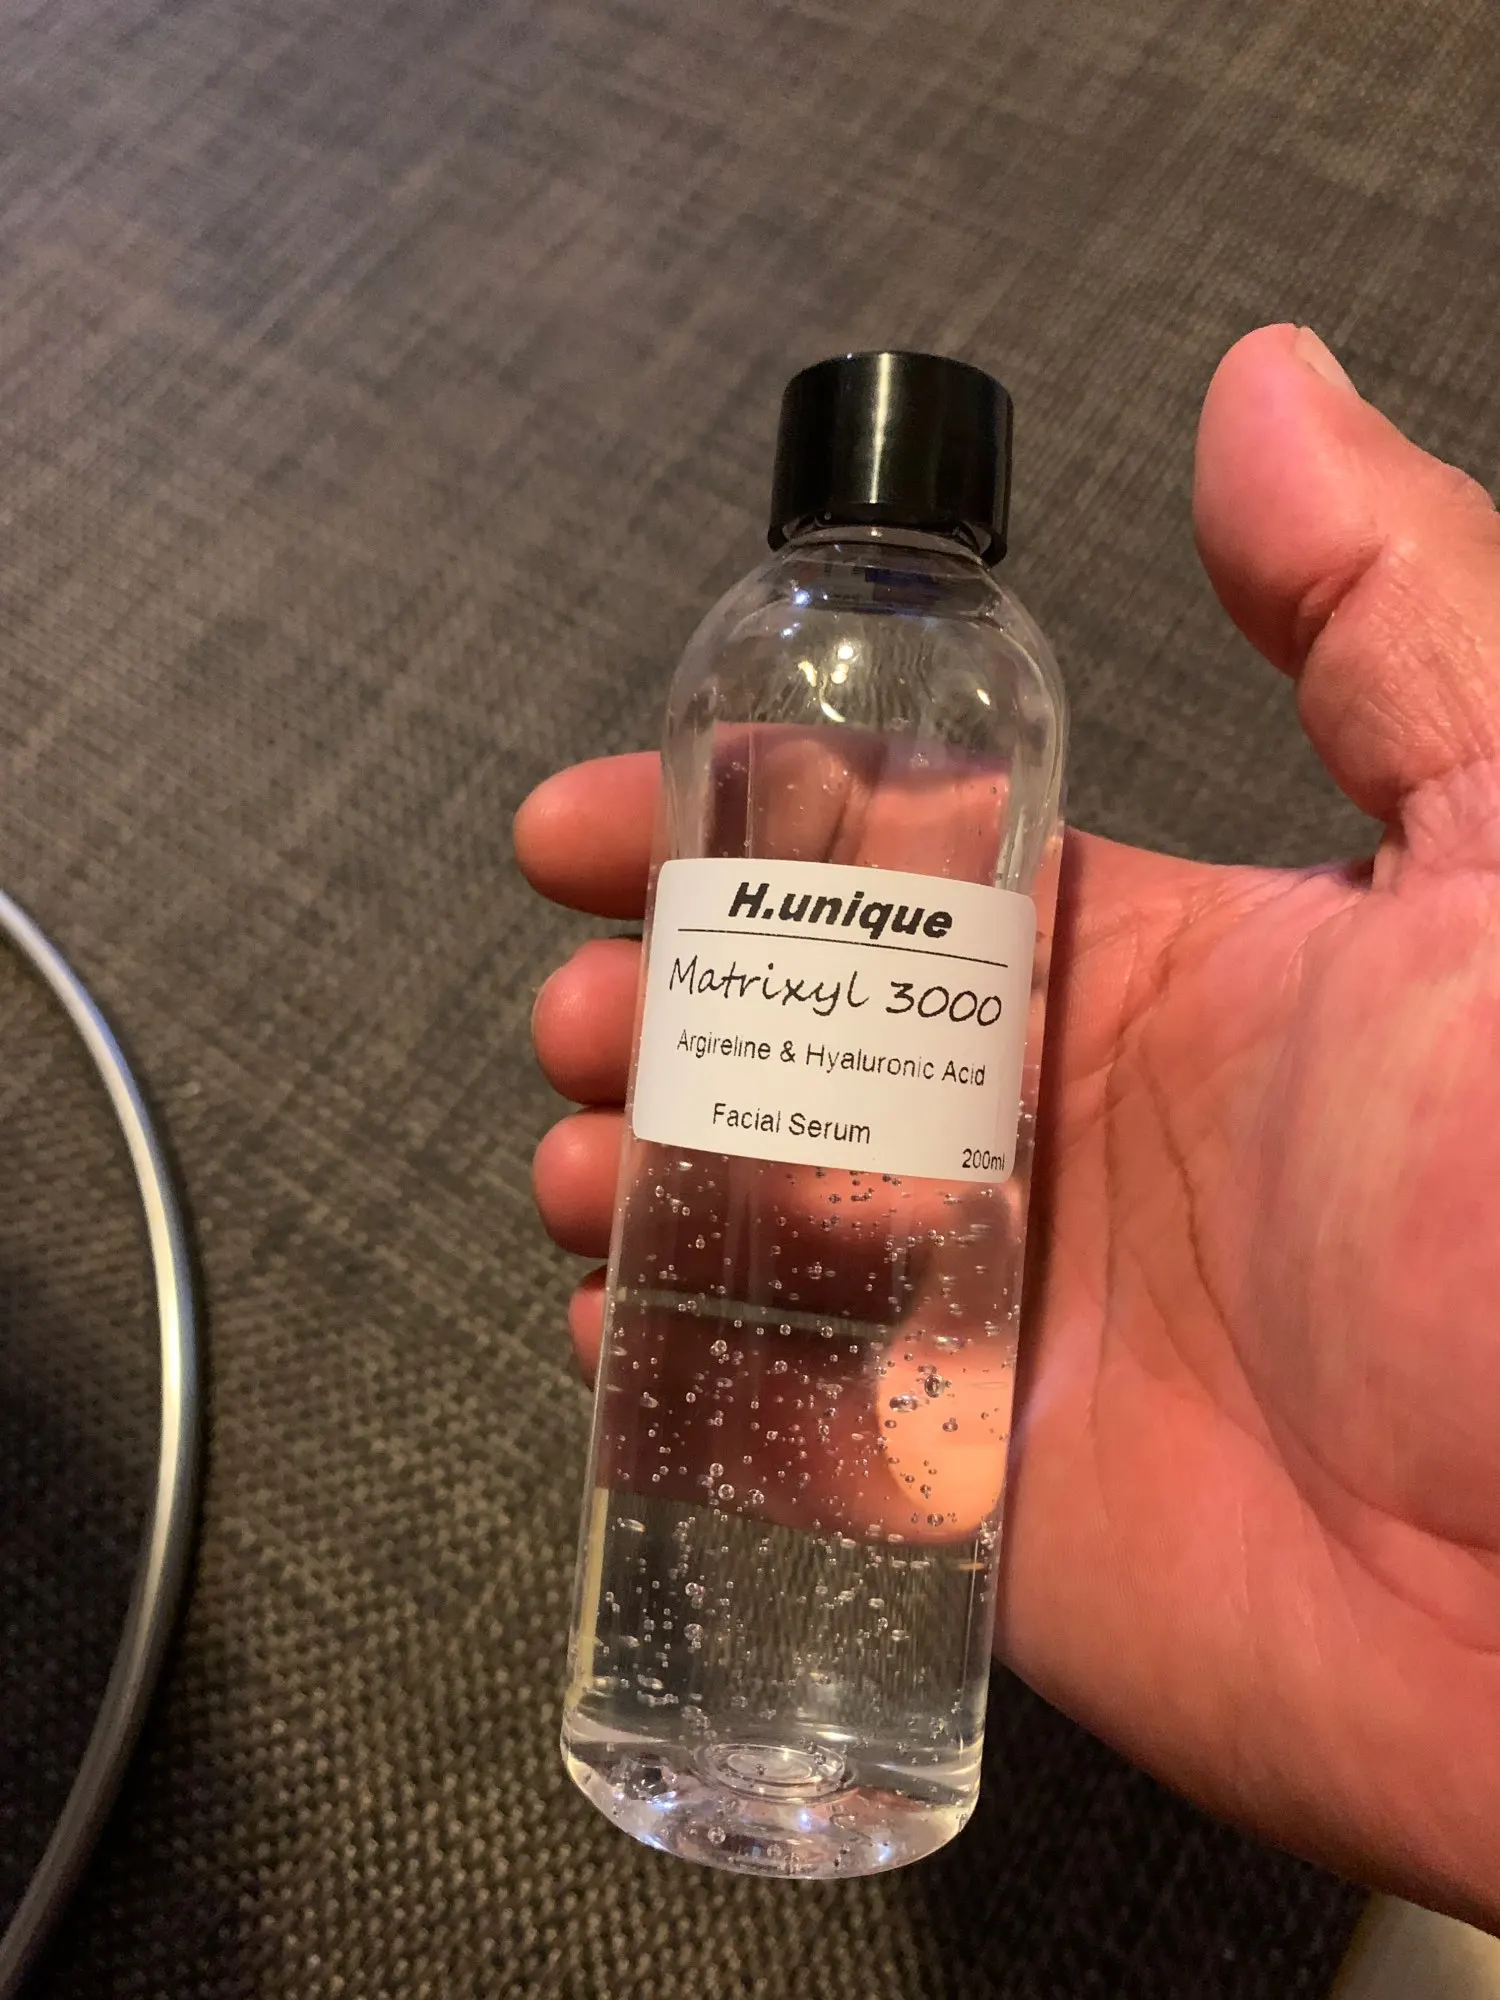 H.unique
Matrixyl 3000
Argireline & Hyaluronic Acid
Facial Serum
200ml